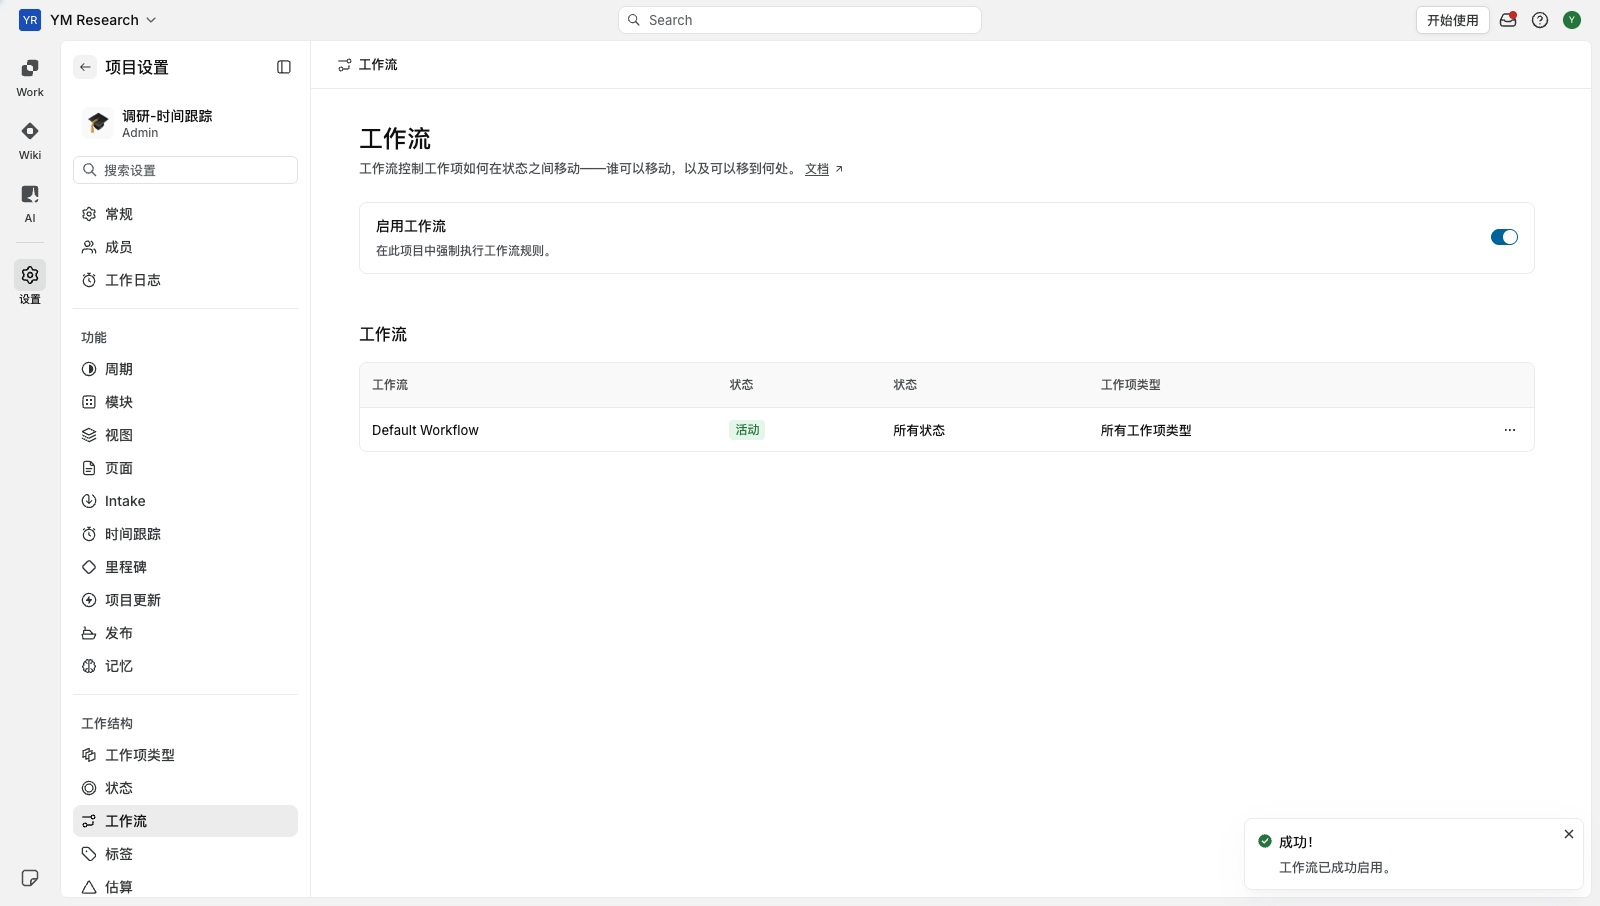 YR YM Research
Search
开始使用
Y
Work
Wiki
AI
设置
项目设置
调研-时间跟踪
Admin
搜索设置
常规
成员
工作日志
功能
周期
模块
视图
页面
Intake
时间跟踪
里程碑
项目更新
发布
记忆
工作结构
工作项类型
状态
工作流
标签
估算
工作流
工作流
工作流控制工作项如何在状态之间移动——谁可以移动，以及可以移到何处。 文档
启用工作流
在此项目中强制执行工作流规则。
工作流
工作流 状态 状态 工作项类型
Default Workflow 活动 所有状态 所有工作项类型
成功！
工作流已成功启用。